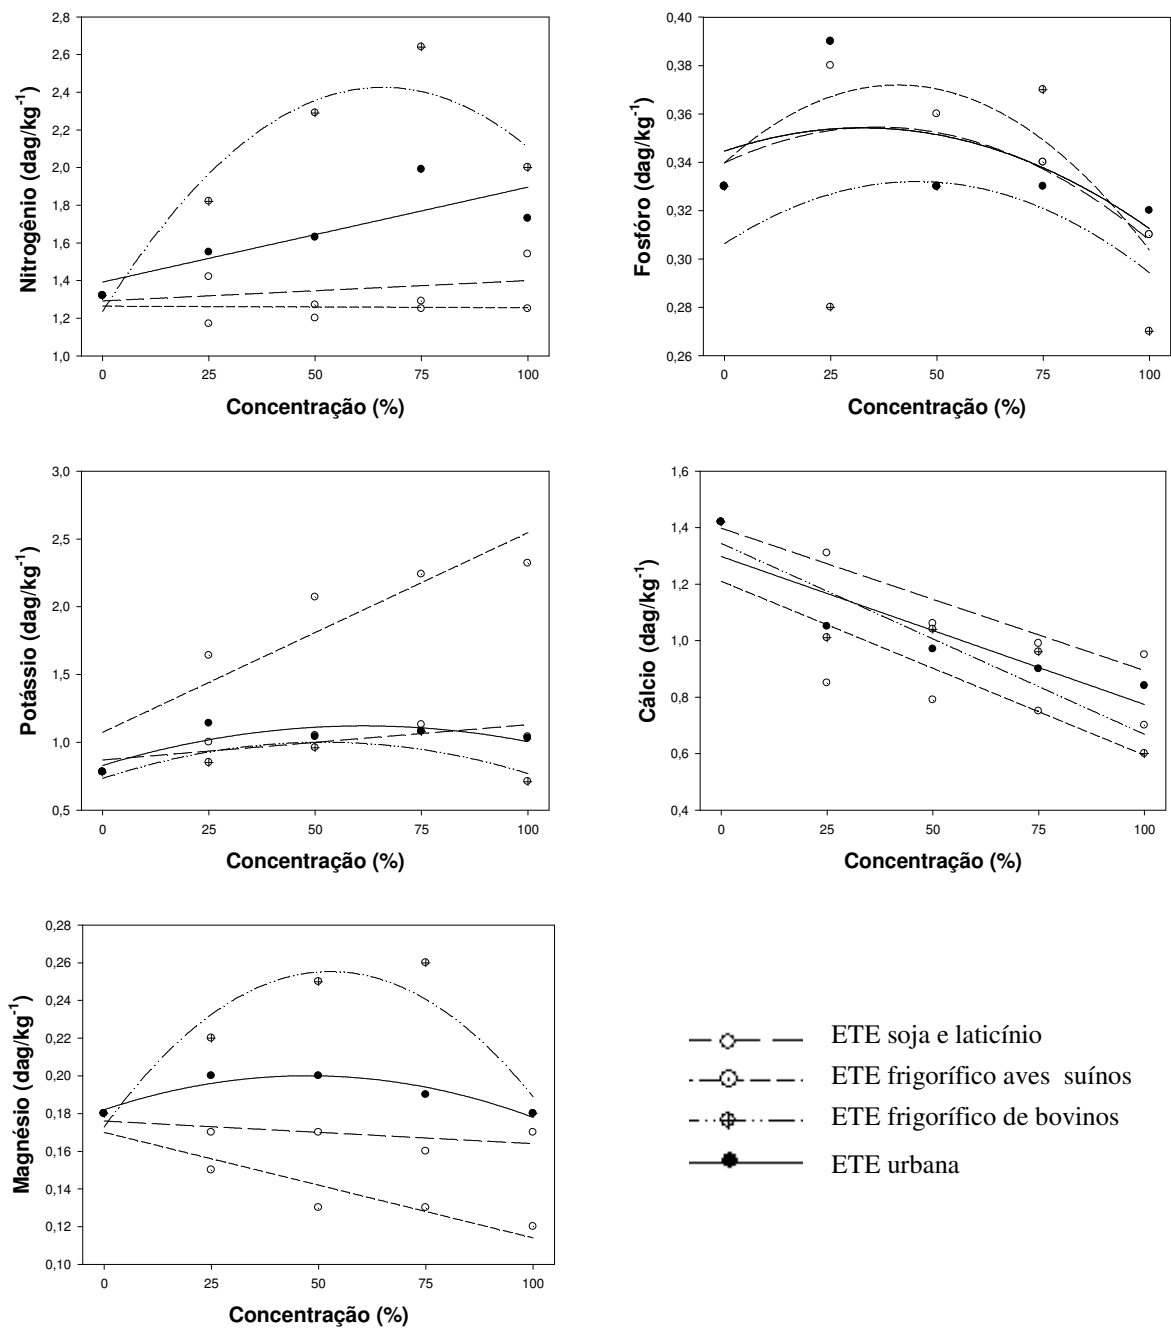 Nitrogênio (dag/kg-1)
2,8
2,6
2,4
2,2
2,0
1,8
1,6
1,4
1,2
1,0
0 25 50 75 100
Concentração (%)
Fosfóro (dag/kg-1)
0,40
0,38
0,36
0,34
0,32
0,30
0,28
0,26
0 25 50 75 100
Concentração (%)
Potássio (dag/kg-1)
3,0
2,5
2,0
1,5
1,0
0,5
0 25 50 75 100
Concentração (%)
Cálcio (dag/kg-1)
1,6
1,4
1,2
1,0
0,8
0,6
0,4
0 25 50 75 100
Concentração (%)
Magnésio (dag/kg-1)
0,28
0,26
0,24
0,22
0,20
0,18
0,16
0,14
0,12
0,10
0 25 50 75 100
Concentração (%)
ETE soja e laticínio
ETE frigorífico aves suínos
ETE frigorífico de bovinos
ETE urbana